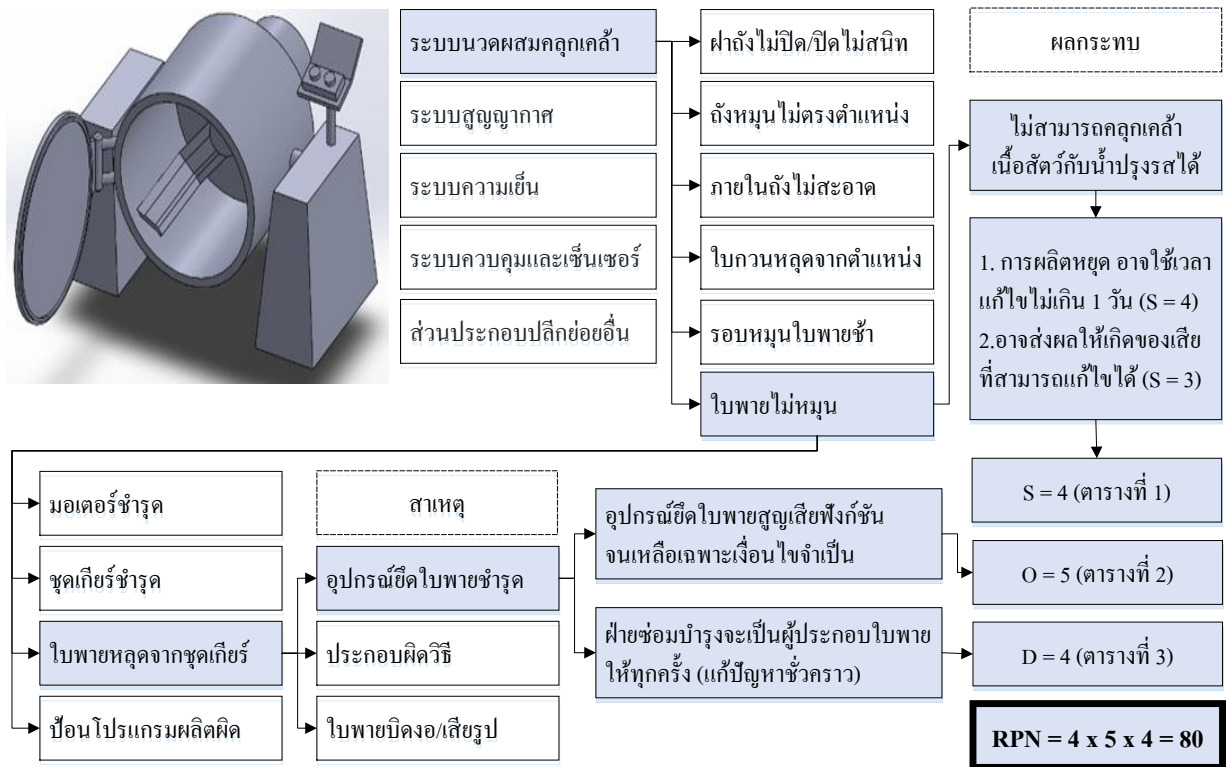 ระบบนวดผสมคลุกเคล้า
ระบบสูญญากาศ
ระบบความเย็น
ระบบควบคุมและเซ็นเซอร์
ส่วนประกอบปลีกย่อยอื่น
ฝาถังไม่ปิด/ปิดไม่สนิท
ถังหมุนไม่ตรงตำแหน่ง
ภายในถังไม่สะอาด
ใบกวนหลุดจากตำแหน่ง
รอบหมุนใบพายช้า
ใบพายไม่หมุน
ผลกระทบ
ไม่สามารถคลุกเคล้า
เนื้อสัตว์กับน้ำปรุงรสได้
1. การผลิตหยุด อาจใช้เวลา
แก้ไขไม่เกิน 1 วัน (S = 4)
2.อาจส่งผลให้เกิดของเสีย
ที่สามารถแก้ไขได้ (S = 3)
S = 4 (ตารางที่ 1)
มอเตอร์ชำรุด
ชุดเกียร์ชำรุด
ใบพายหลุดจากชุดเกียร์
ป้อนโปรแกรมผลิตผิด
สาเหตุ
อุปกรณ์ยึดใบพายชำรุด
ประกอบผิดวิธี
ใบพายบิดงอ/เสียรูป
อุปกรณ์ยึดใบพายสูญเสียฟังก์ชัน
จนเหลือเฉพาะเงื่อนไขจำเป็น
ฝ่ายซ่อมบำรุงจะเป็นผู้ประกอบใบพาย
ให้ทุกครั้ง (แก้ปัญหาชั่วคราว)
O = 5 (ตารางที่ 2)
D = 4 (ตารางที่ 3)
RPN = 4 x 5 x 4 = 80